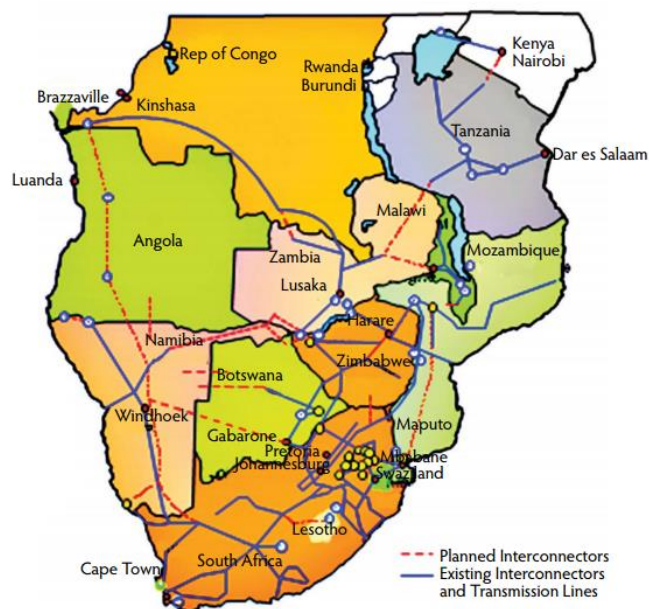 Rep of Congo
Kenya
Nairobi
Rwanda
Burundi
Brazzaville
Kinshasa
Tanzania
Dar es Salaam
Luanda
Malawi
Angola
Mozambique
Zambia
Lusaka
Harare
Namibia
Zimbabwe
Botswana
Windhoek
Maputo
Gabarone
Pretoria
Johannesburg
Mbabane
Swaziland
Lesotho
South Africa
Cape Town
Planned Interconnectors
Existing Interconnectors
and Transmission Lines